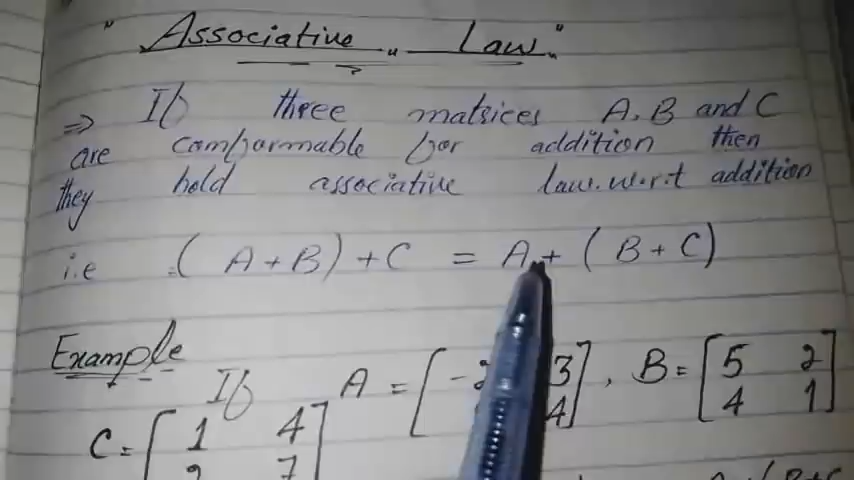 " Associative Law"
⇒ If three matrices A, B and C
are comformable for addition then
they hold associative law w.r.t addition
i.e (A+B)+C = A+(B+C)
Example
If A = [-2 3 , B = [5 2
4] 4 1]
C = [1 4
7